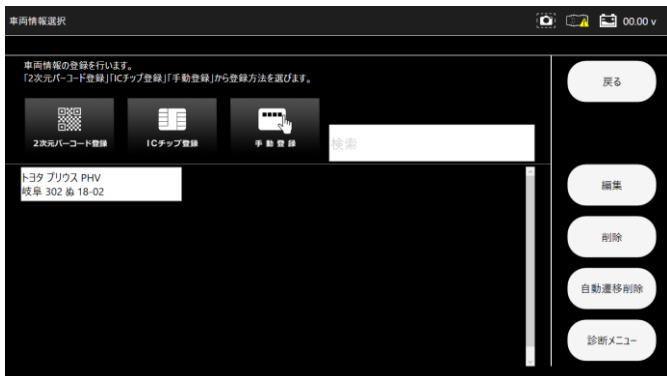 車両情報選択
00.00 v
車両情報の登録を行います。
「2次元バーコード登録」「ICチップ登録」「手動登録」から登録方法を選びます。
戻る
2次元バーコード登録
ICチップ登録
手動登録
検索
トヨタ プリウス PHV
岐阜 302 ぬ 18-02
編集
削除
自動遷移削除
診断メニュー